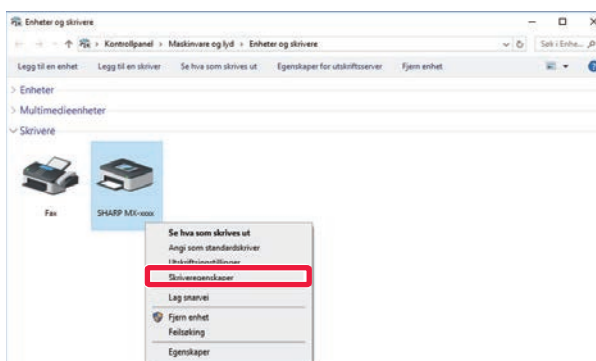 Enheter og skrivere
Kontrollpanel > Maskinvare og lyd > Enheter og skrivere
Søk i Enhe...
Legg til en enhet Legg til en skriver Se hva som skrives ut Egenskaper for utskriftsserver Fjern enhet
> Enheter
> Multimedieenheter
Skrivere
Fax SHARP MX-xxxx
Se hva som skrives ut
Angi som standardskriver
Utskriftsinnstillinger
Skriveregenskaper
Lag snarvei
Fjern enhet
Feilsøking
Egenskaper